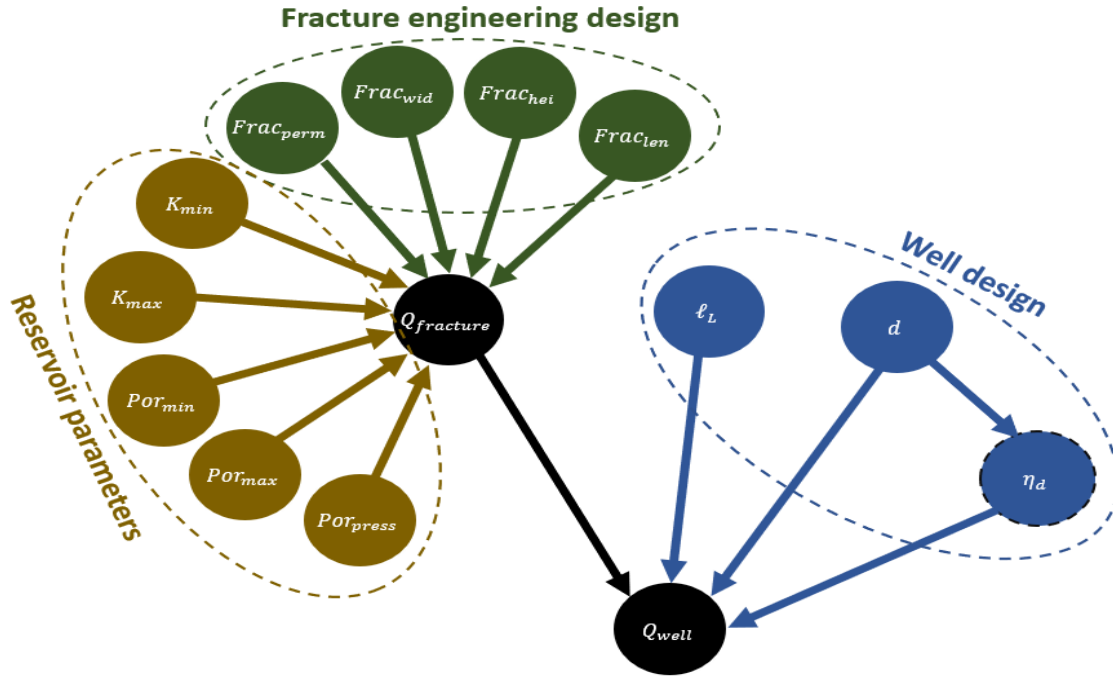 Fracture engineering design
Frac_perm
Frac_wid
Frac_hei
Frac_len
K_min
K_max
Por_min
Por_max
Por_press
Reservoir parameters
Q_fracture
Well design
ℓ_L
d
η_d
Q_well